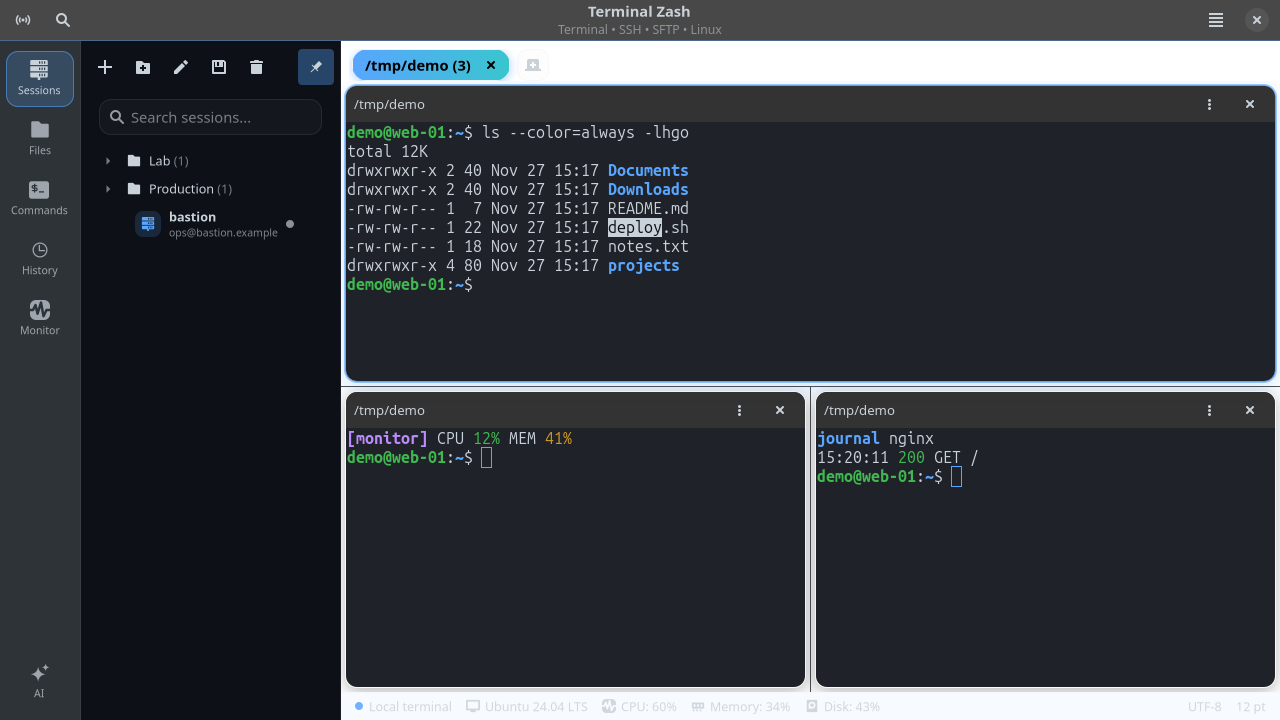 Terminal Zash
Terminal • SSH • SFTP • Linux
Sessions
Files
Commands
History
Monitor
AI
Search sessions...
Lab (1)
Production (1)
bastion
ops@bastion.example
/tmp/demo (3)
/tmp/demo
demo@web-01:~$ ls --color=always -lhgo
total 12K
drwxrwxr-x 2 40 Nov 27 15:17 Documents
drwxrwxr-x 2 40 Nov 27 15:17 Downloads
-rw-rw-r-- 1  7 Nov 27 15:17 README.md
-rw-rw-r-- 1 22 Nov 27 15:17 deploy.sh
-rw-rw-r-- 1 18 Nov 27 15:17 notes.txt
drwxrwxr-x 4 80 Nov 27 15:17 projects
demo@web-01:~$
/tmp/demo
[monitor] CPU 12% MEM 41%
demo@web-01:~$
/tmp/demo
journal nginx
15:20:11 200 GET /
demo@web-01:~$
Local terminal Ubuntu 24.04 LTS CPU: 60% Memory: 34% Disk: 43% UTF-8 12 pt